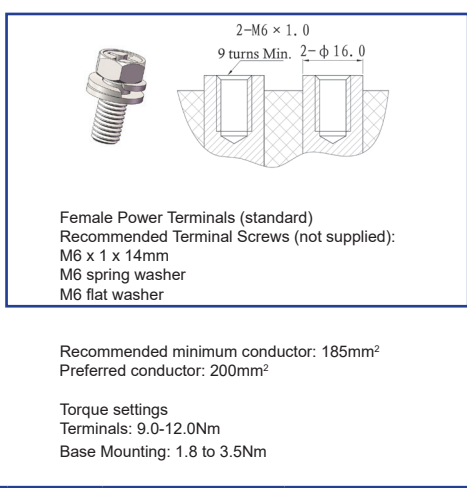 2-M6 × 1.0
9 turns Min. 2-ф16.0
Female Power Terminals (standard)
Recommended Terminal Screws (not supplied):
M6 x 1 x 14mm
M6 spring washer
M6 flat washer
Recommended minimum conductor: 185mm²
Preferred conductor: 200mm²
Torque settings
Terminals: 9.0-12.0Nm
Base Mounting: 1.8 to 3.5Nm